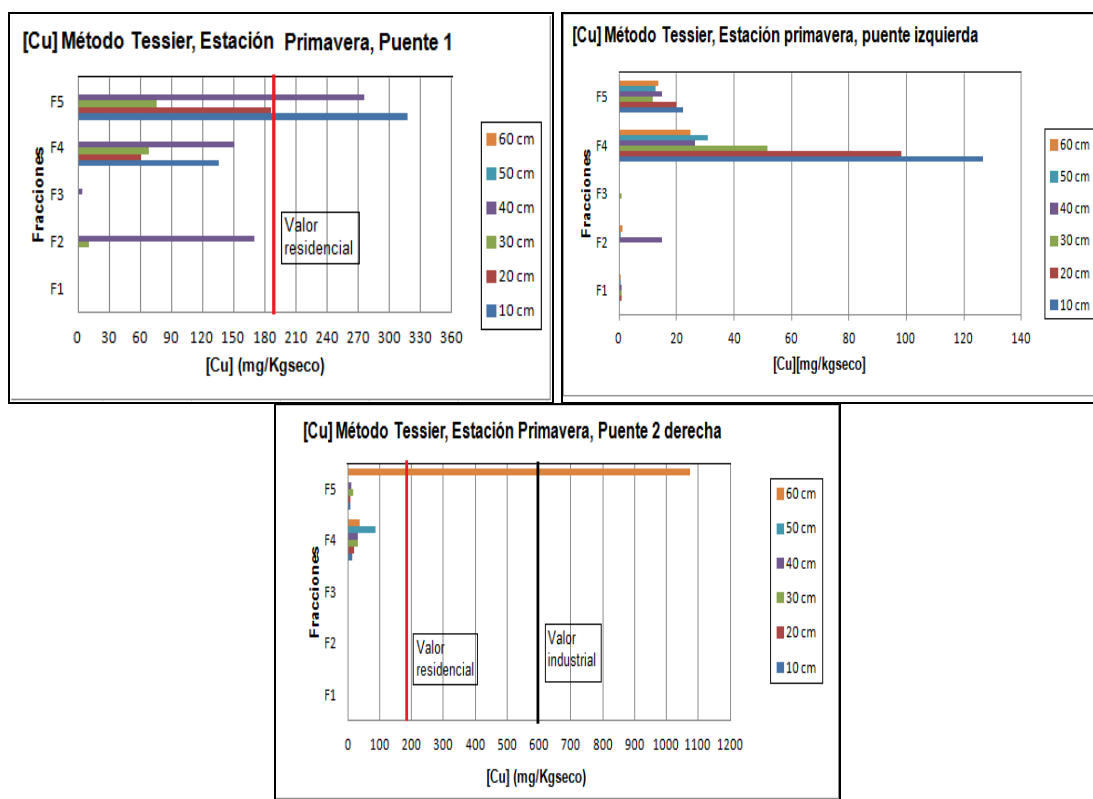 [Cu] Método Tessier, Estación Primavera, Puente 1
Fracciones
F5
F4
F3
F2
F1
Valor
residencial
60 cm
50 cm
40 cm
30 cm
20 cm
10 cm
0 30 60 90 120 150 180 210 240 270 300 330 360
[Cu] (mg/Kgseco)
[Cu] Método Tessier, Estación primavera, puente izquierda
Fracciones
F5
F4
F3
F2
F1
60 cm
50 cm
40 cm
30 cm
20 cm
10 cm
0 20 40 60 80 100 120 140
[Cu][mg/kgseco]
[Cu] Método Tessier, Estación Primavera, Puente 2 derecha
Fracciones
F5
F4
F3
F2
F1
Valor
residencial
Valor
industrial
60 cm
50 cm
40 cm
30 cm
20 cm
10 cm
0 100 200 300 400 500 600 700 800 900 1000 1100 1200
[Cu] (mg/Kgseco)